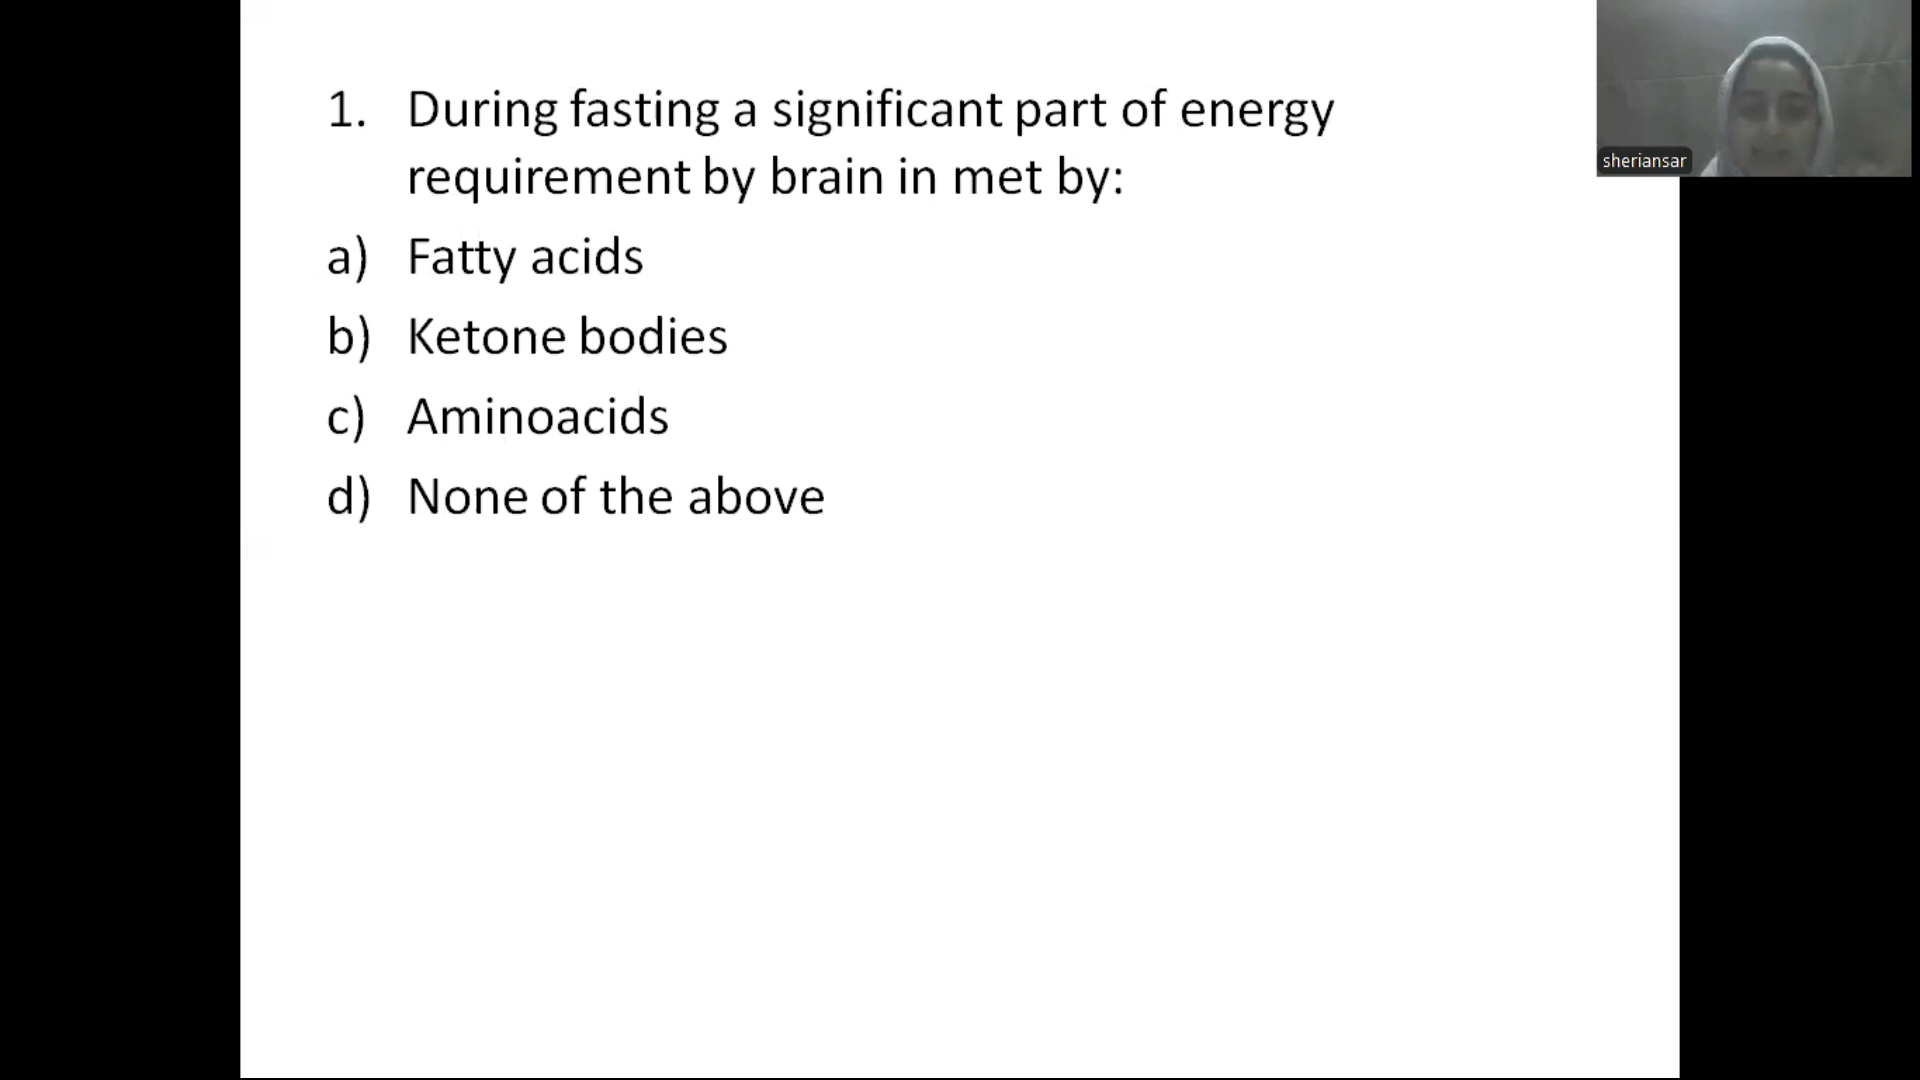 1. During fasting a significant part of energy
requirement by brain in met by:
a) Fatty acids
b) Ketone bodies
c) Aminoacids
d) None of the above
sheriansar